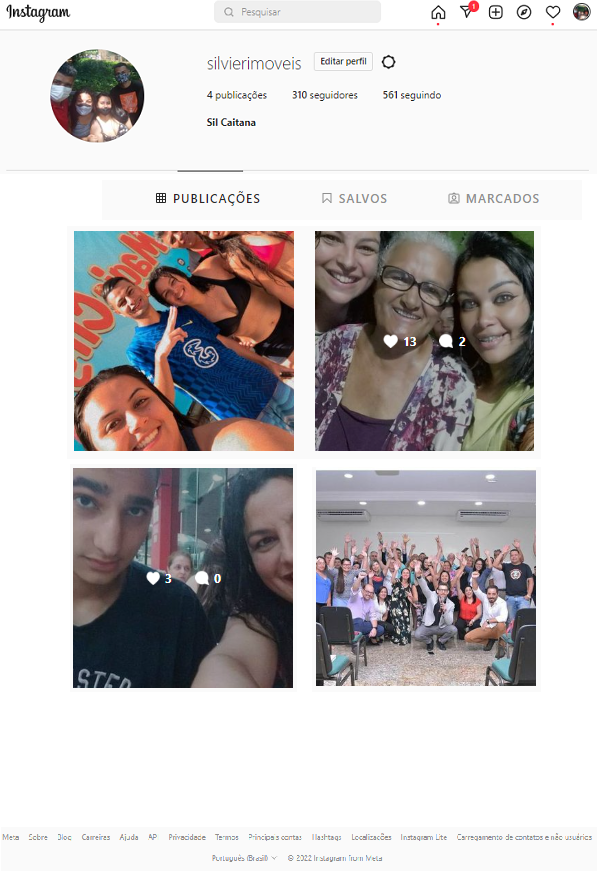 Instagram
Pesquisar
1
silvierimoveis
Editar perfil
4 publicações 310 seguidores 561 seguindo
Sil Caitana
PUBLICAÇÕES SALVOS MARCADOS
3
13 2
3 0
STEP
Meta Sobre Blog Carreiras Ajuda API Privacidade Termos Principais contas Hashtags Localizações Instagram Lite Carregamento de contatos e não usuários
Português (Brasil) © 2022 Instagram from Meta